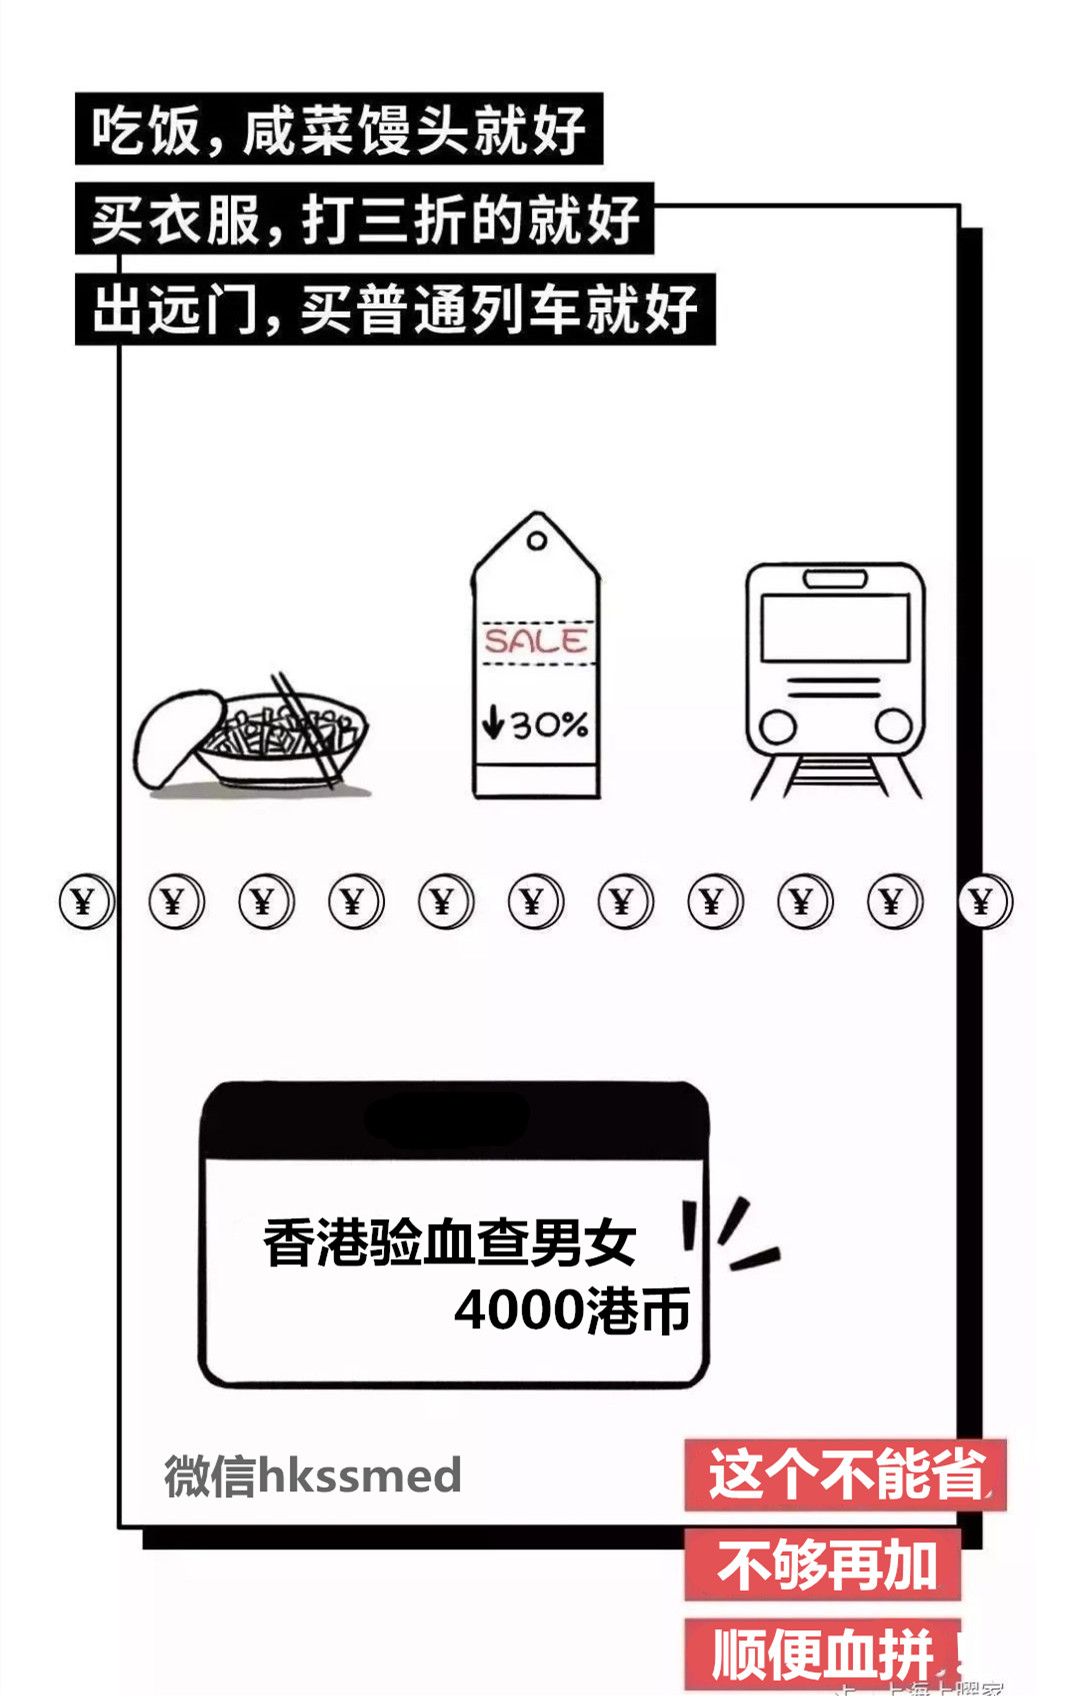 吃饭，咸菜馒头就好
买衣服，打三折的就好
出远门，买普通列车就好
SALE
↓30%
¥ ¥ ¥ ¥ ¥ ¥ ¥ ¥ ¥ ¥ ¥
香港验血查男女
4000港币
微信hkssmed
这个不能省
不够再加
顺便血拼，！